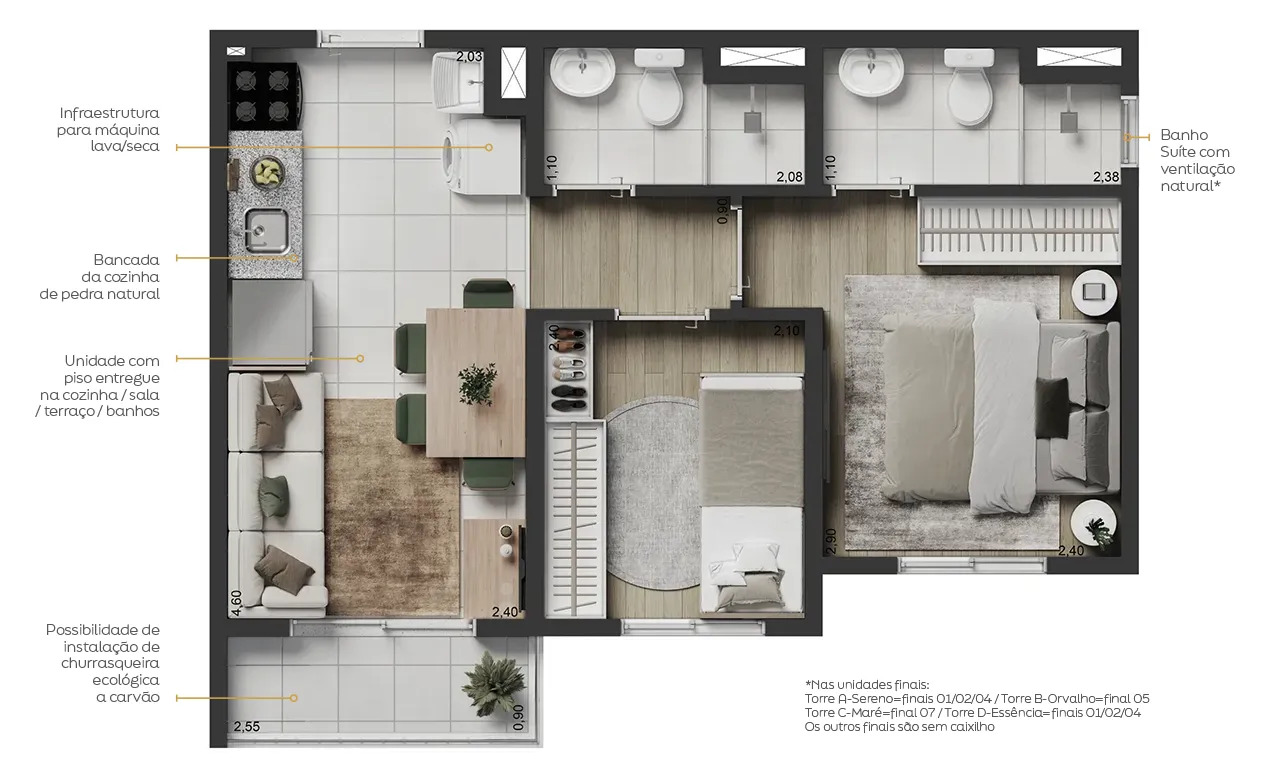 Infraestrutura
para máquina
lava/seca
Bancada
da cozinha
de pedra natural
Unidade com
piso entregue
na cozinha / sala
/ terraço / banhos
Possibilidade de
instalação de
churrasqueira
ecológica
a carvão
2,03
1,10
2,08
1,10
2,38
0,90
2,40
2,10
2,90
2,40
4,60
2,40
2,55
0,90
Banho
Suíte com
ventilação
natural*
*Nas unidades finais:
Torre A-Sereno=finais 01/02/04 / Torre B-Orvalho=final 05
Torre C-Maré=final 07 / Torre D-Essência=finais 01/02/04
Os outros finais são sem caixilho